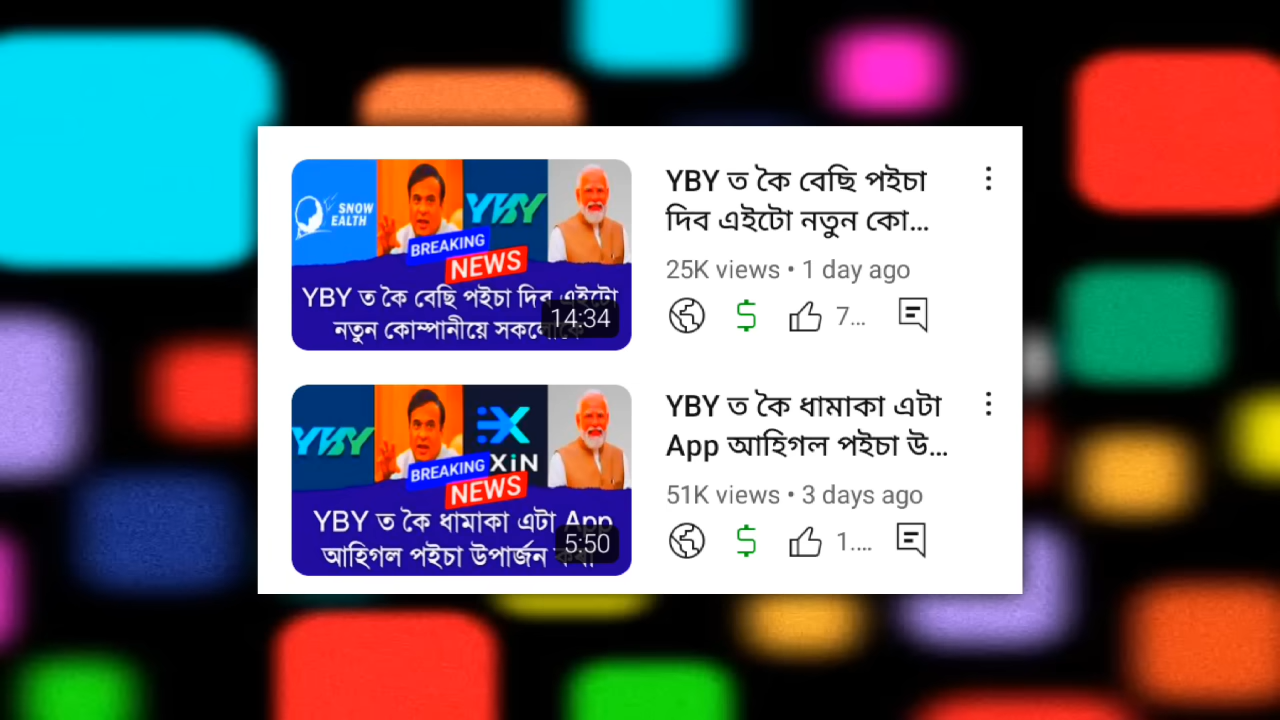 SNOW
EALTH
YBY
BREAKING
NEWS
YBY ত কৈ বেছি পইচা দিব এইটো
নতুন কোম্পানীয়ে সকলোকে
14:34
YBY ত কৈ বেছি পইচা
দিব এইটো নতুন কো...
25K views • 1 day ago
7...
YBY
XiN
BREAKING
NEWS
YBY ত কৈ ধামাকা এটা App
আহিগল পইচা উপাৰ্জন কৰা
5:50
YBY ত কৈ ধামাকা এটা
App আহিগল পইচা উ...
51K views • 3 days ago
1....